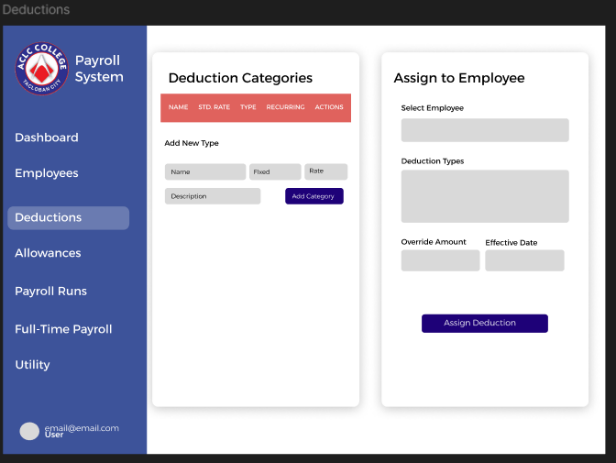 Deductions
ACLC COLLEGE
TACLOBAN CITY
Payroll
System
Dashboard
Employees
Deductions
Allowances
Payroll Runs
Full-Time Payroll
Utility
email@email.com
User
Deduction Categories
NAME STD. RATE TYPE RECURRING ACTIONS
Add New Type
Name Fixed Rate
Description Add Category
Assign to Employee
Select Employee
Deduction Types
Override Amount Effective Date
Assign Deduction